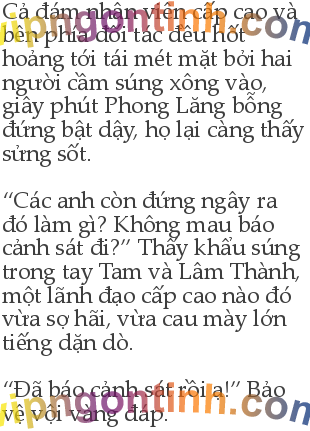 Cả đám nhân viên cấp cao và
bên phía đối tác đều hốt
hoảng tới tái mét mặt bởi hai
người cầm súng xông vào,
giây phút Phong Lăng bỗng
đứng bật dậy, họ lại càng thấy
sửng sốt.
“Các anh còn đứng ngây ra
đó làm gì? Không mau báo
cảnh sát đi?” Thấy khẩu súng
trong tay Tam và Lâm Thành,
một lãnh đạo cấp cao nào đó
vừa sợ hãi, vừa cau mày lớn
tiếng dặn dò.
“Đã báo cảnh sát rồi ạ!” Bảo
vệ vội vàng đáp.
vipngontinh.com
vipngontinh.com